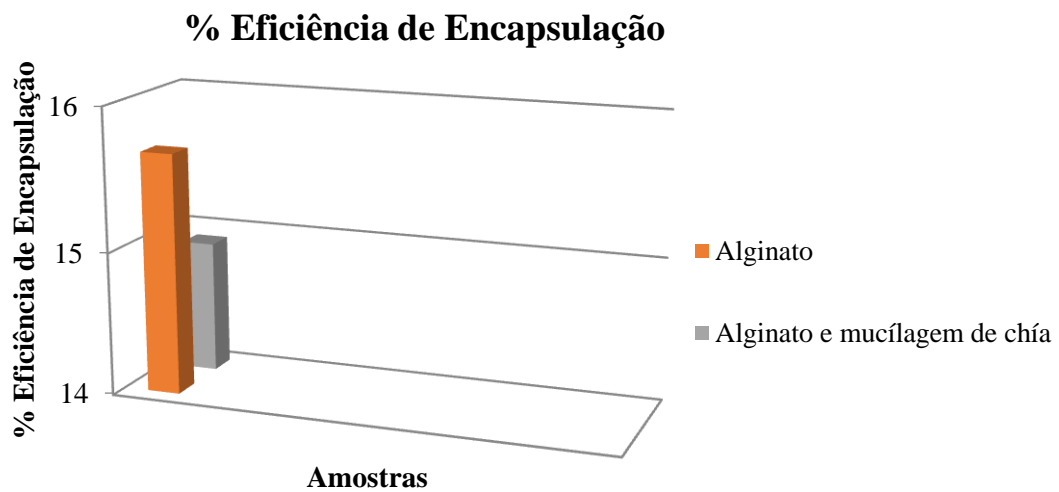 % Eficiência de Encapsulação
% Eficiência de Encapsulação
16
15
14
Amostras
Alginato
Alginato e mucílagem de chía